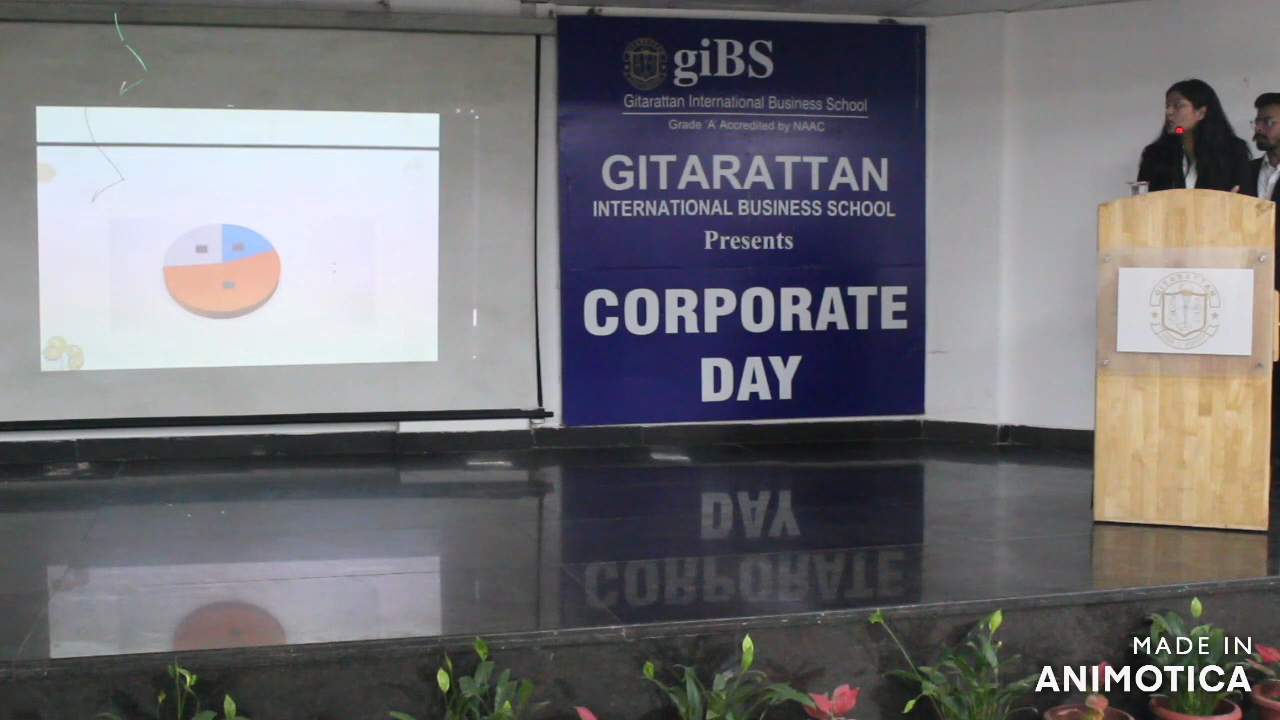 giBS
Gitarattan International Business School
Grade 'A' Accredited by NAAC
GITARATTAN
INTERNATIONAL BUSINESS SCHOOL
Presents
CORPORATE
DAY
GITARATTAN
MADE IN
ANIMOTICA